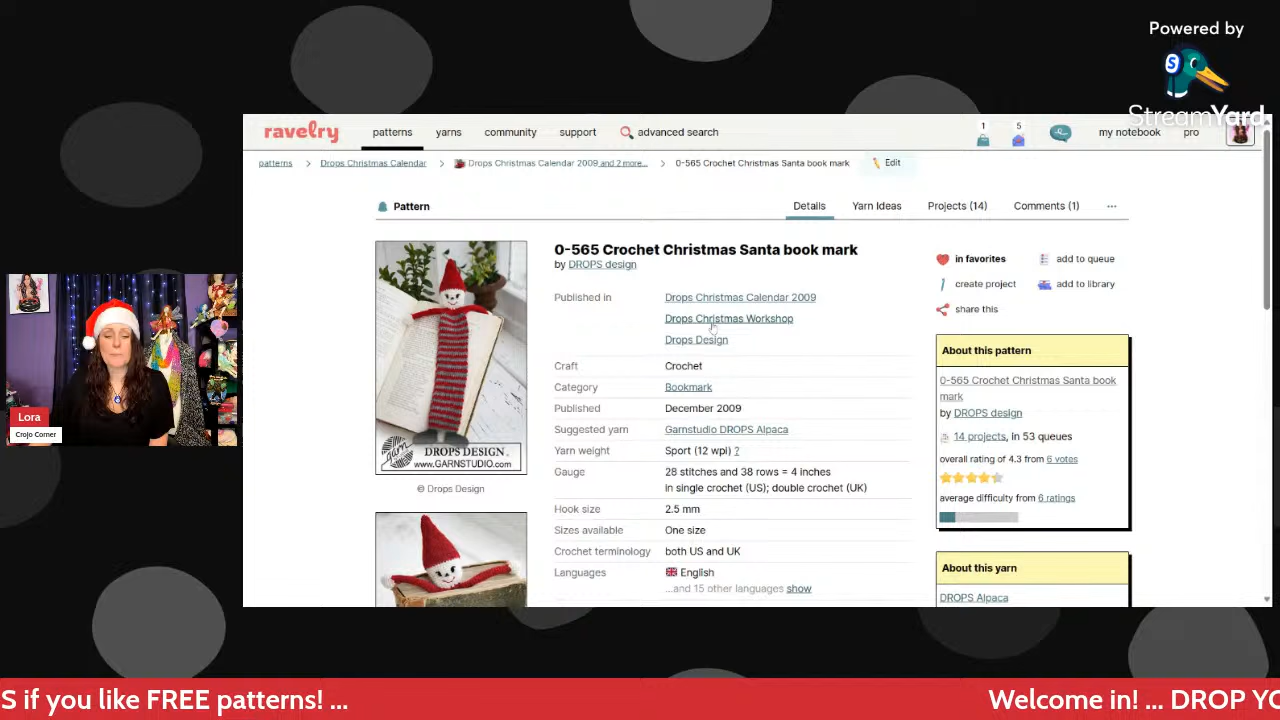 Powered by
StreamYard
ravelry
patterns yarns community support advanced search 1 5 my notebook pro
patterns > Drops Christmas Calendar > Drops Christmas Calendar 2009 and 2 more... > 0-565 Crochet Christmas Santa book mark Edit
Pattern Details Yarn Ideas Projects (14) Comments (1) ...
0-565 Crochet Christmas Santa book mark
by DROPS design
Published in Drops Christmas Calendar 2009
Drops Christmas Workshop
Drops Design
Craft Crochet
Category Bookmark
Published December 2009
Suggested yarn Garnstudio DROPS Alpaca
Yarn weight Sport (12 wpi) ?
Gauge 28 stitches and 38 rows = 4 inches
in single crochet (US); double crochet (UK)
Hook size 2.5 mm
Sizes available One size
Crochet terminology both US and UK
Languages English
...and 15 other languages show
in favorites add to queue
create project add to library
share this
About this pattern
0-565 Crochet Christmas Santa book
mark
by DROPS design
14 projects, in 53 queues
overall rating of 4.3 from 6 votes
average difficulty from 6 ratings
About this yarn
DROPS Alpaca
garn
DROPS DESIGN
www.GARNSTUDIO.com
© Drops Design
Lora
Crojo Corner
S if you like FREE patterns! ... Welcome in! ... DROP YO